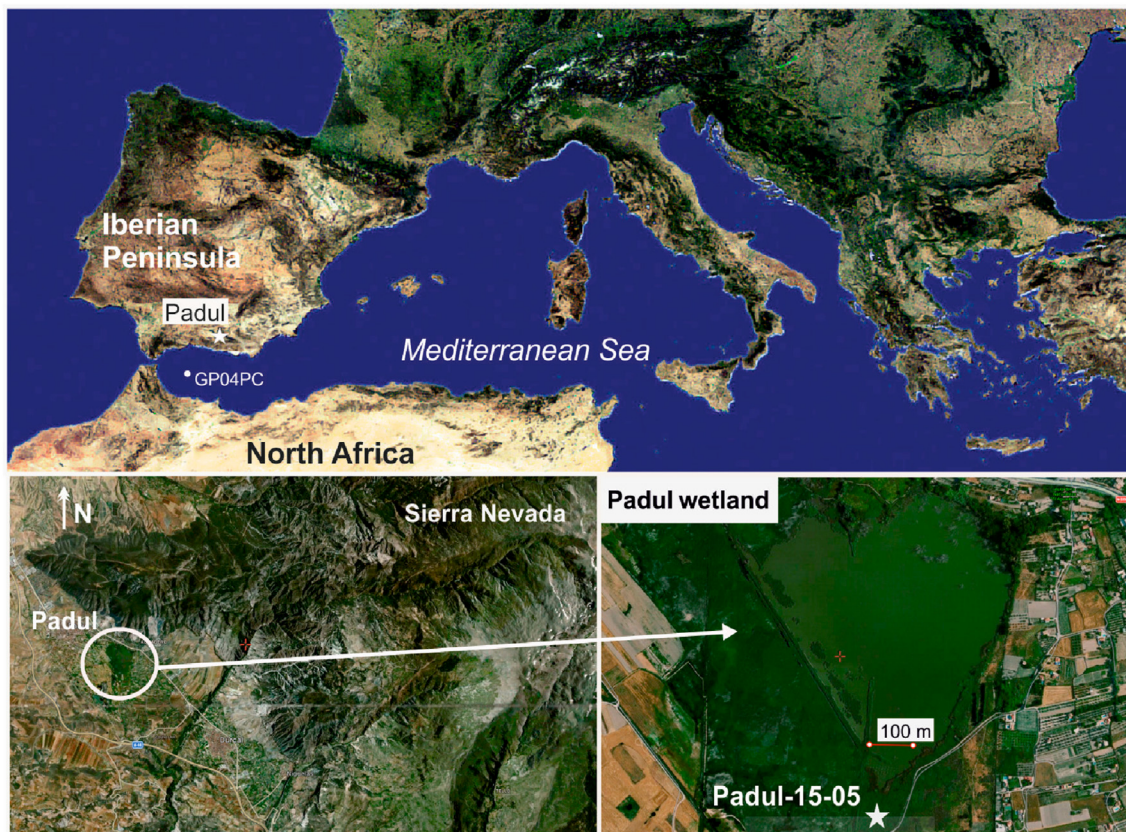 Iberian
Peninsula
Padul
Mediterranean Sea
GP04PC
North Africa
N
Sierra Nevada
Padul
Padul wetland
100 m
Padul-15-05